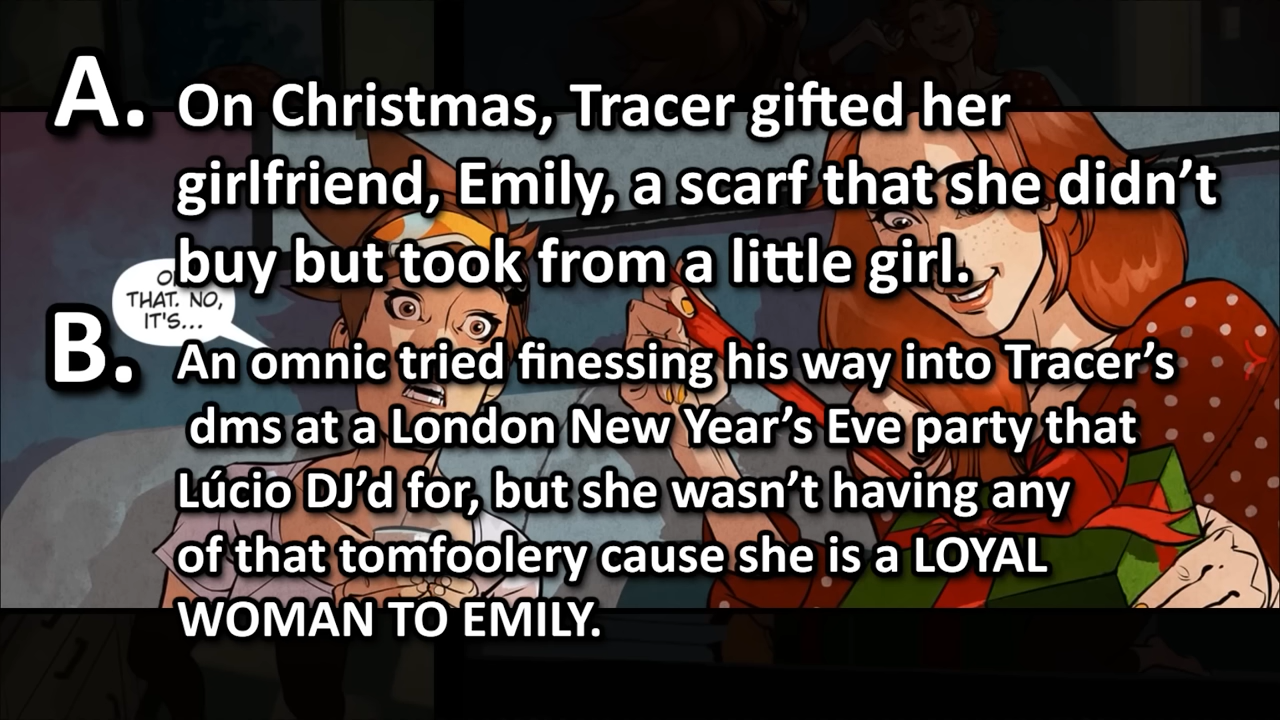 A. On Christmas, Tracer gifted her
girlfriend, Emily, a scarf that she didn't
buy but took from a little girl.
THAT. NO,
IT'S...
B. An omnic tried finessing his way into Tracer's
dms at a London New Year's Eve party that
Lúcio DJ'd for, but she wasn't having any
of that tomfoolery cause she is a LOYAL
WOMAN TO EMILY.